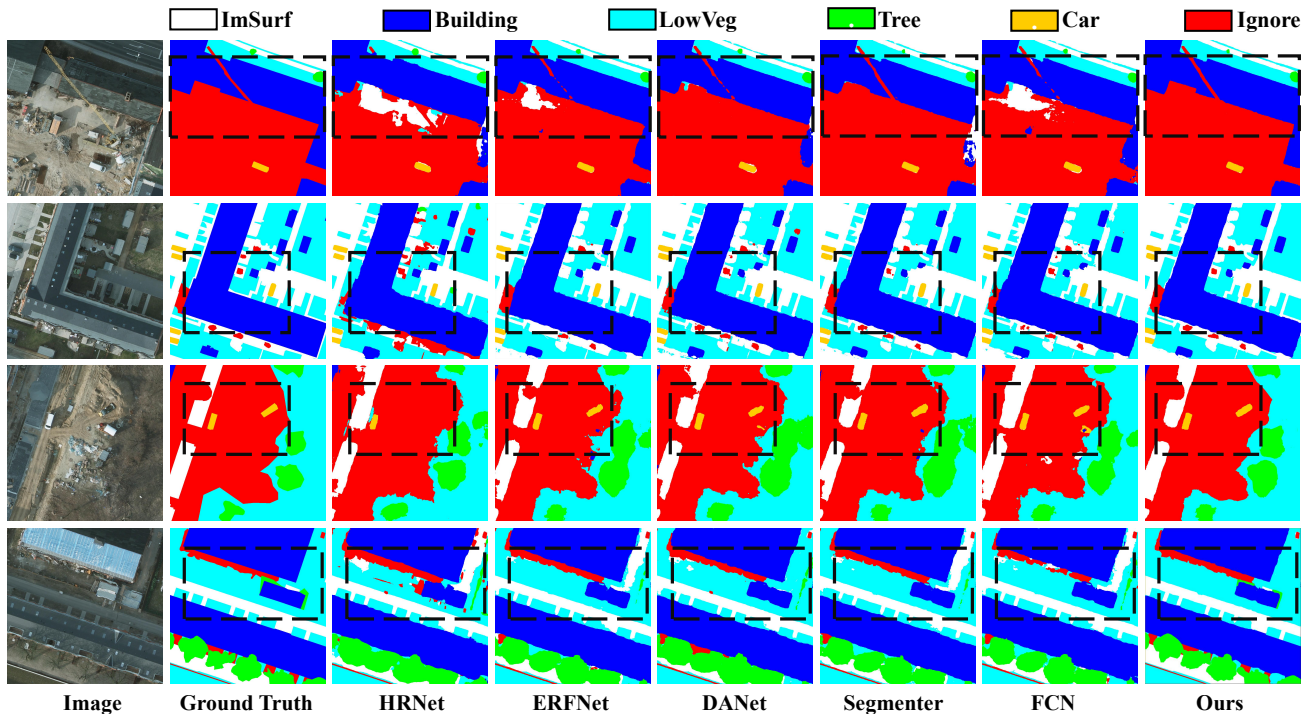 ImSurf Building LowVeg Tree Car Ignore
Image Ground Truth HRNet ERFNet DANet Segmenter FCN Ours